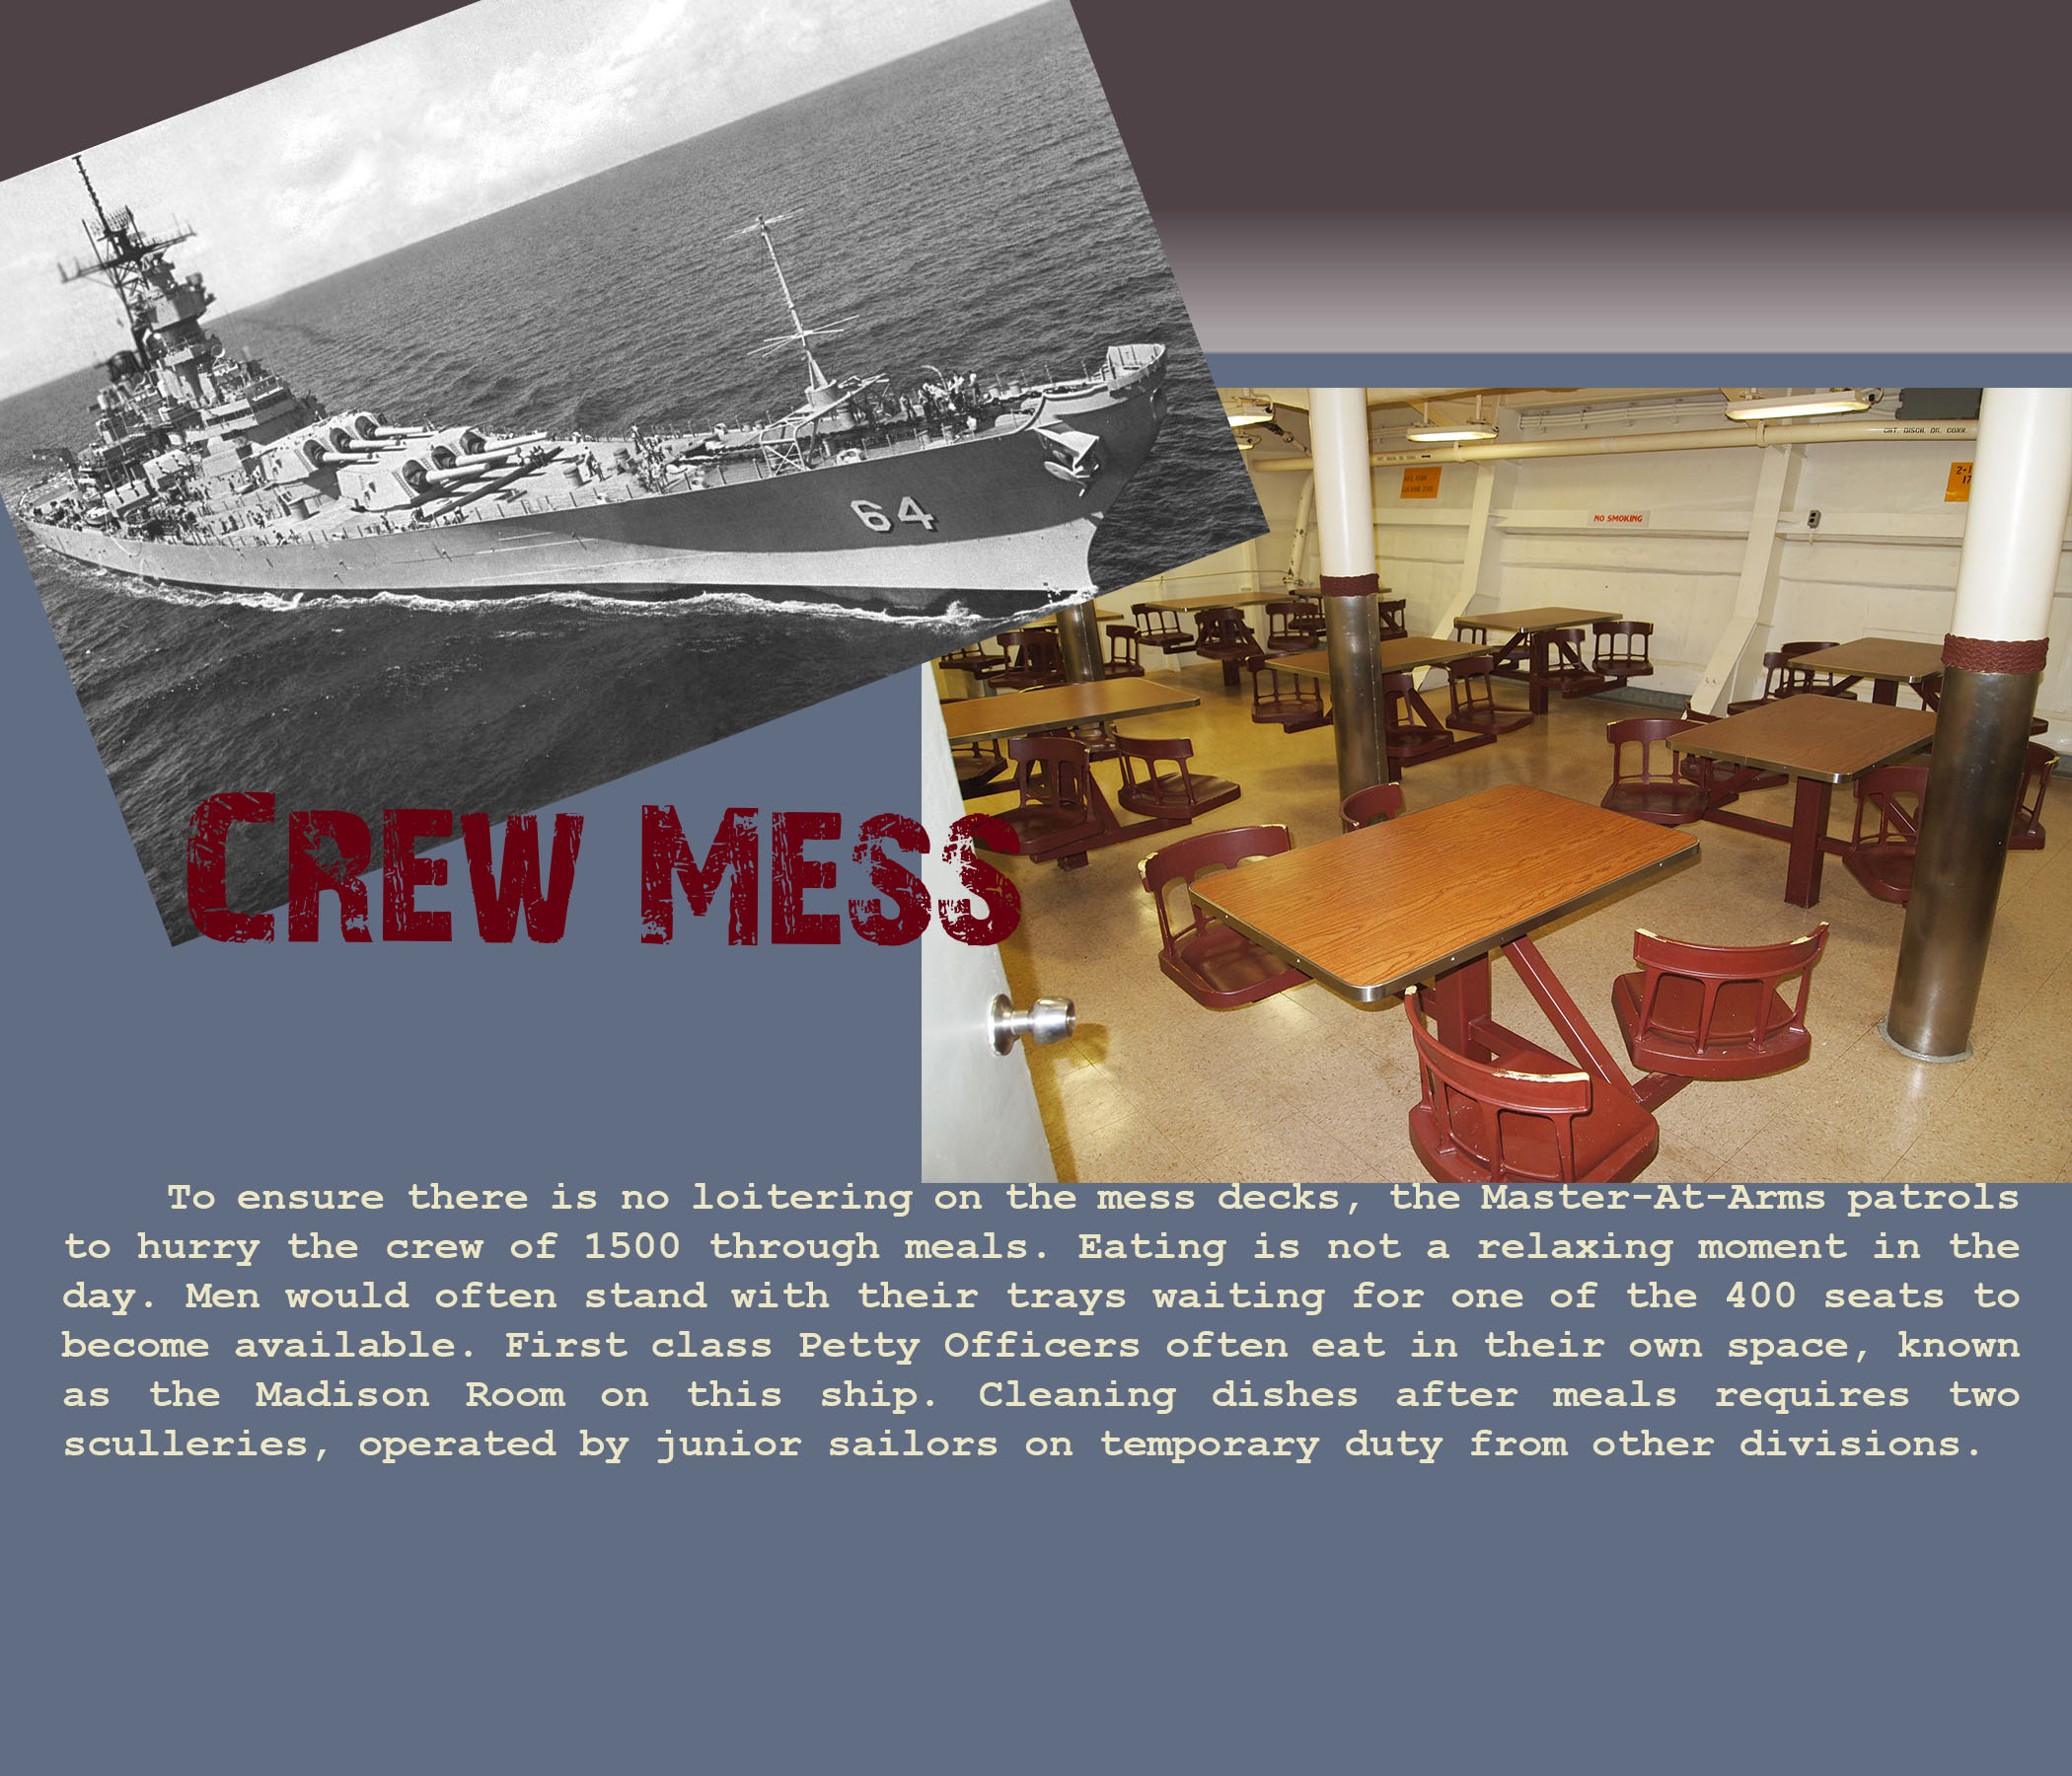 64
CHT. DISCH. DK. CONN.
NO SMOKING
Crew Mess
To ensure there is no loitering on the mess decks, the Master-At-Arms patrols
to hurry the crew of 1500 through meals. Eating is not a relaxing moment in the
day. Men would often stand with their trays waiting for one of the 400 seats to
become available. First class Petty Officers often eat in their own space, known
as the Madison Room on this ship. Cleaning dishes after meals requires two
sculleries, operated by junior sailors on temporary duty from other divisions.